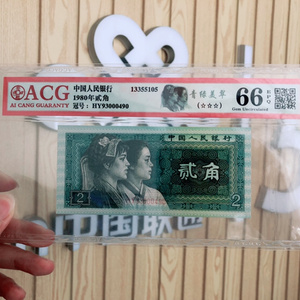 ACG
AI CANG GUARANTY
中国人民银行
1980年贰角
冠号：HY93000490
13355105
青绿美翠
(☆☆☆)
66 EPQ
Gem Uncirculated
中国人民银行
贰角
2
2
中国联通